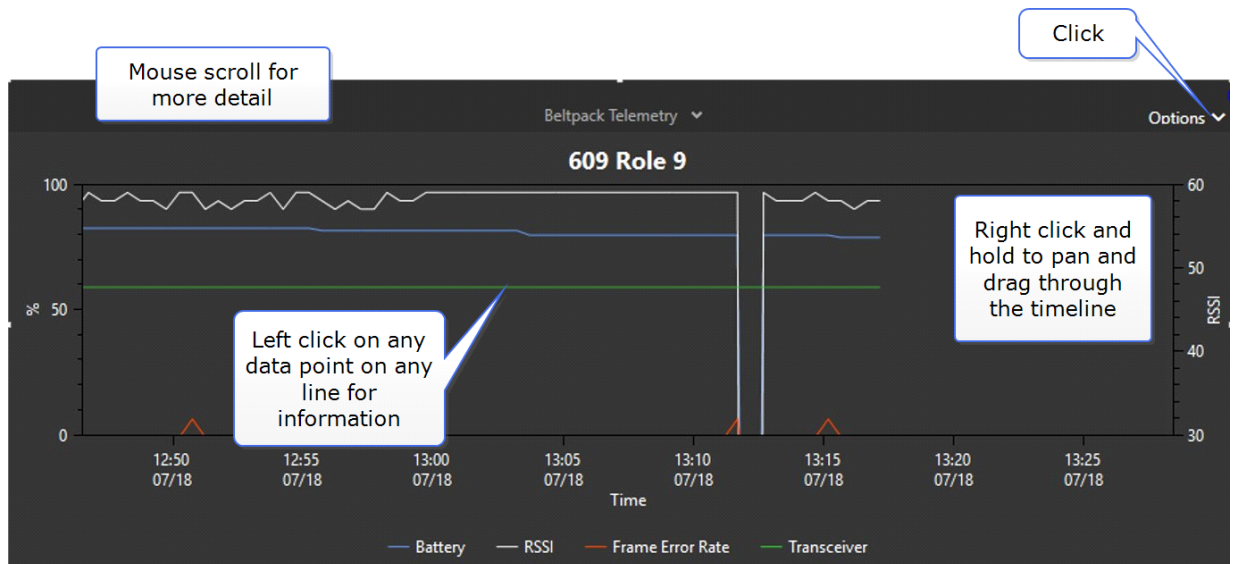 Click
Mouse scroll for
more detail
Beltpack Telemetry
Options
609 Role 9
100
50
0
%
60
50
40
30
RSSI
Right click and
hold to pan and
drag through
the timeline
Left click on any
data point on any
line for
information
12:50
07/18
12:55
07/18
13:00
07/18
13:05
07/18
13:10
07/18
13:15
07/18
13:20
07/18
13:25
07/18
Time
Battery
RSSI
Frame Error Rate
Transceiver